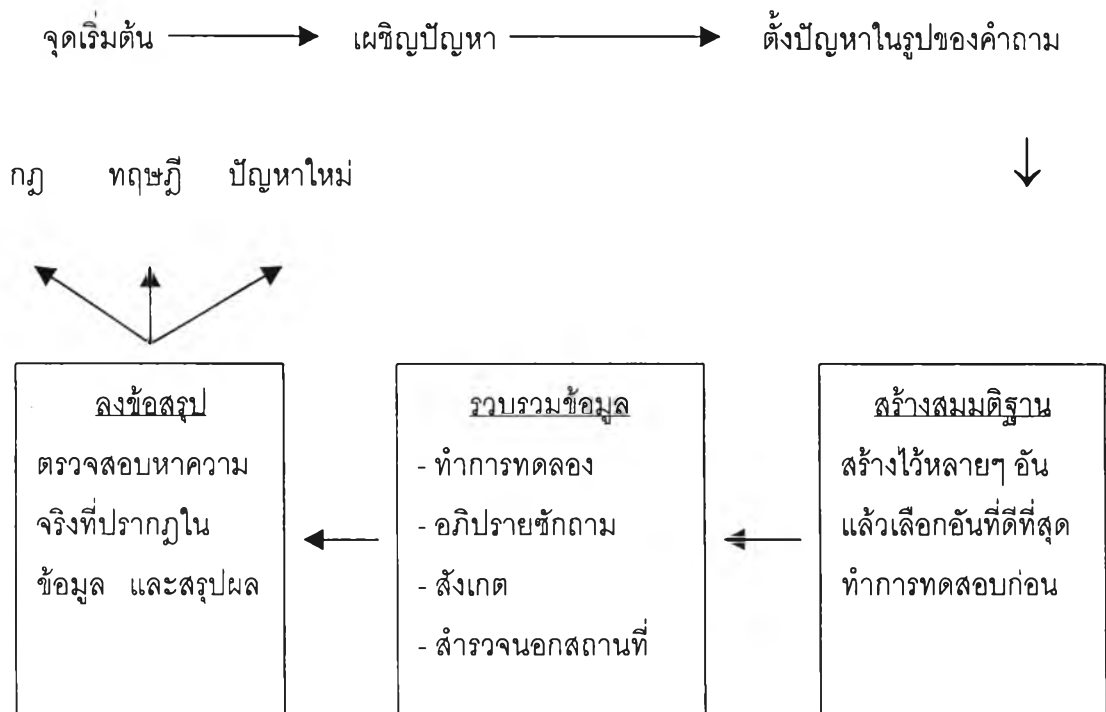 จุดเริ่มต้น เผชิญปัญหา ตั้งปัญหาในรูปของคำถาม
กฎ ทฤษฎี ปัญหาใหม่
ลงข้อสรุป
ตรวจสอบหาความ
จริงที่ปรากฏใน
ข้อมูล และสรุปผล
รวบรวมข้อมูล
- ทำการทดลอง
- อภิปรายซักถาม
- สังเกต
- สำรวจนอกสถานที่
สร้างสมมติฐาน
สร้างไว้หลายๆ อัน
แล้วเลือกอันที่ดีที่สุด
ทำการทดสอบก่อน